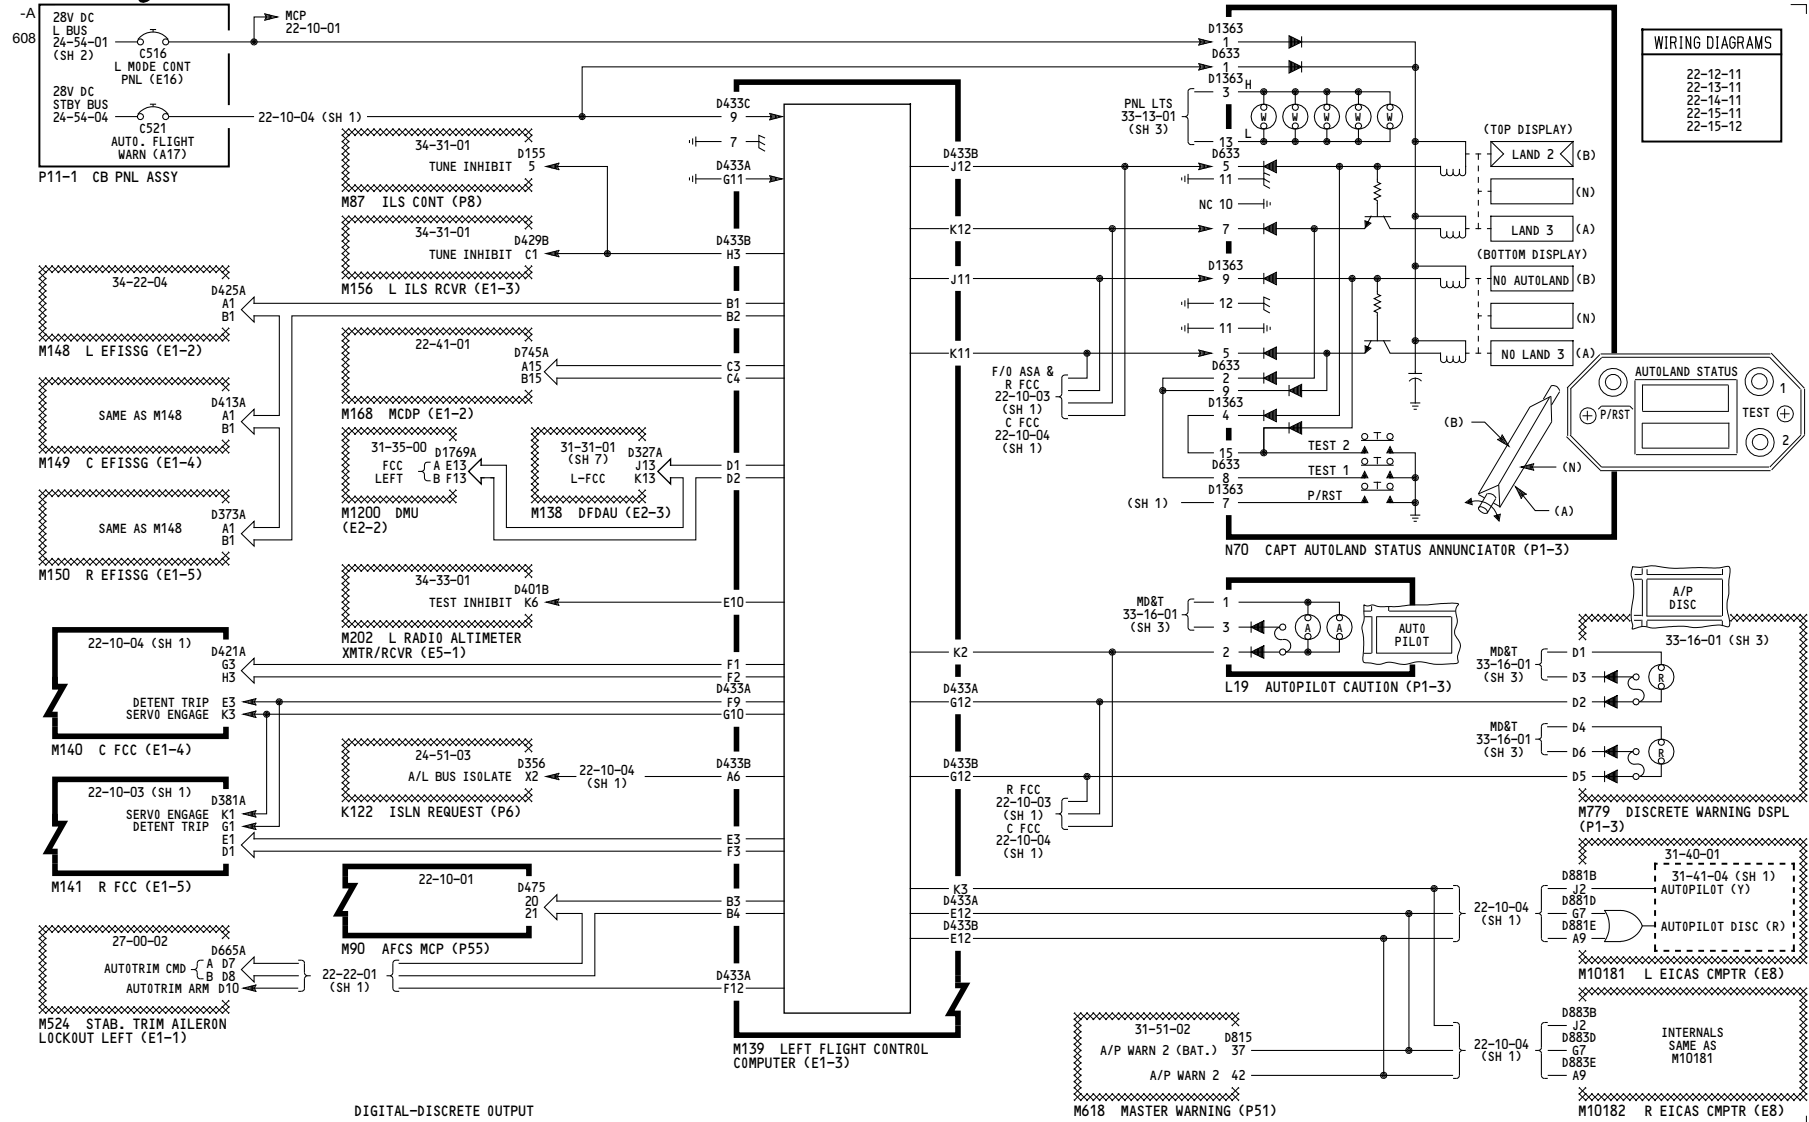 -A
608
28V DC
L BUS
24-54-01
(SH 2)
C516
L MODE CONT
PNL (E16)
28V DC
STBY BUS
24-54-04
C521
AUTO. FLIGHT
WARN (A17)
P11-1 CB PNL ASSY
MCP
22-10-01
22-10-04 (SH 1)
34-31-01
D155
TUNE INHIBIT 5
M87 ILS CONT (P8)
34-31-01
D429B
TUNE INHIBIT C1
M156 L ILS RCVR (E1-3)
34-22-04
D425A
A1
B1
M148 L EFISSG (E1-2)
SAME AS M148
D413A
A1
B1
M149 C EFISSG (E1-4)
SAME AS M148
D373A
A1
B1
M150 R EFISSG (E1-5)
22-41-01
D745A
A15
B15
M168 MCDP (E1-2)
31-35-00
D1769A
FCC
LEFT
A E13
B F13
M1200 DMU
(E2-2)
31-31-01
(SH 7)
D327A
J13
K13
L-FCC
M138 DFDAU (E2-3)
34-33-01
D401B
TEST INHIBIT K6
M202 L RADIO ALTIMETER
XMTR/RCVR (E5-1)
22-10-04 (SH 1)
D421A
G3
H3
DETENT TRIP E3
SERVO ENGAGE K3
M140 C FCC (E1-4)
24-51-03
D356
A/L BUS ISOLATE X2
22-10-04
(SH 1)
K122 ISLN REQUEST (P6)
22-10-03 (SH 1)
D381A
SERVO ENGAGE K1
DETENT TRIP G1
E1
D1
M141 R FCC (E1-5)
22-10-01
D475
20
21
M90 AFCS MCP (P55)
27-00-02
D665A
AUTOTRIM CMD
A D7
B D8
AUTOTRIM ARM D10
22-22-01
(SH 1)
M524 STAB. TRIM AILERON
LOCKOUT LEFT (E1-1)
D433C
9
7
D433A
G11
D433B
H3
B1
B2
C3
C4
D1
D2
E10
F1
F2
D433A
F9
G10
D433B
A6
E3
F3
B3
B4
D433A
F12
M139 LEFT FLIGHT CONTROL
COMPUTER (E1-3)
D433B
J12
K12
J11
K11
K2
D433A
G12
D433B
G12
K3
D433A
E12
D433B
E12
F/O ASA &
R FCC
22-10-03
(SH 1)
C FCC
22-10-04
(SH 1)
R FCC
22-10-03
(SH 1)
C FCC
22-10-04
(SH 1)
PNL LTS
33-13-01
(SH 3)
D1363
1
D633
1
D1363
3
H
W W W W W
L
13
D633
5
11
NC 10
7
D1363
9
12
11
5
D633
2
9
D1363
4
15
D633
8
D1363
(SH 1) 7
TEST 2
TEST 1
P/RST
(TOP DISPLAY)
LAND 2 (B)
(N)
LAND 3 (A)
(BOTTOM DISPLAY)
NO AUTOLAND (B)
(N)
NO LAND 3 (A)
N70 CAPT AUTOLAND STATUS ANNUNCIATOR (P1-3)
WIRING DIAGRAMS
22-12-11
22-13-11
22-14-11
22-15-11
22-15-12
AUTOLAND STATUS
P/RST
1
TEST
2
(B)
(N)
(A)
MD&T
33-16-01
(SH 3)
1
3
2
A A
AUTO
PILOT
L19 AUTOPILOT CAUTION (P1-3)
A/P
DISC
33-16-01 (SH 3)
MD&T
33-16-01
(SH 3)
D1
D3
D2
R
MD&T
33-16-01
(SH 3)
D4
D6
D5
R
M779 DISCRETE WARNING DSPL
(P1-3)
31-40-01
31-41-04 (SH 1)
22-10-04
(SH 1)
D881B
J2
AUTOPILOT (Y)
D881D
G7
D881E
A9
AUTOPILOT DISC (R)
M10181 L EICAS CMPTR (E8)
22-10-04
(SH 1)
D883B
J2
D883D
G7
D883E
A9
INTERNALS
SAME AS
M10181
M10182 R EICAS CMPTR (E8)
31-51-02
D815
A/P WARN 2 (BAT.) 37
A/P WARN 2 42
M618 MASTER WARNING (P51)
DIGITAL-DISCRETE OUTPUT